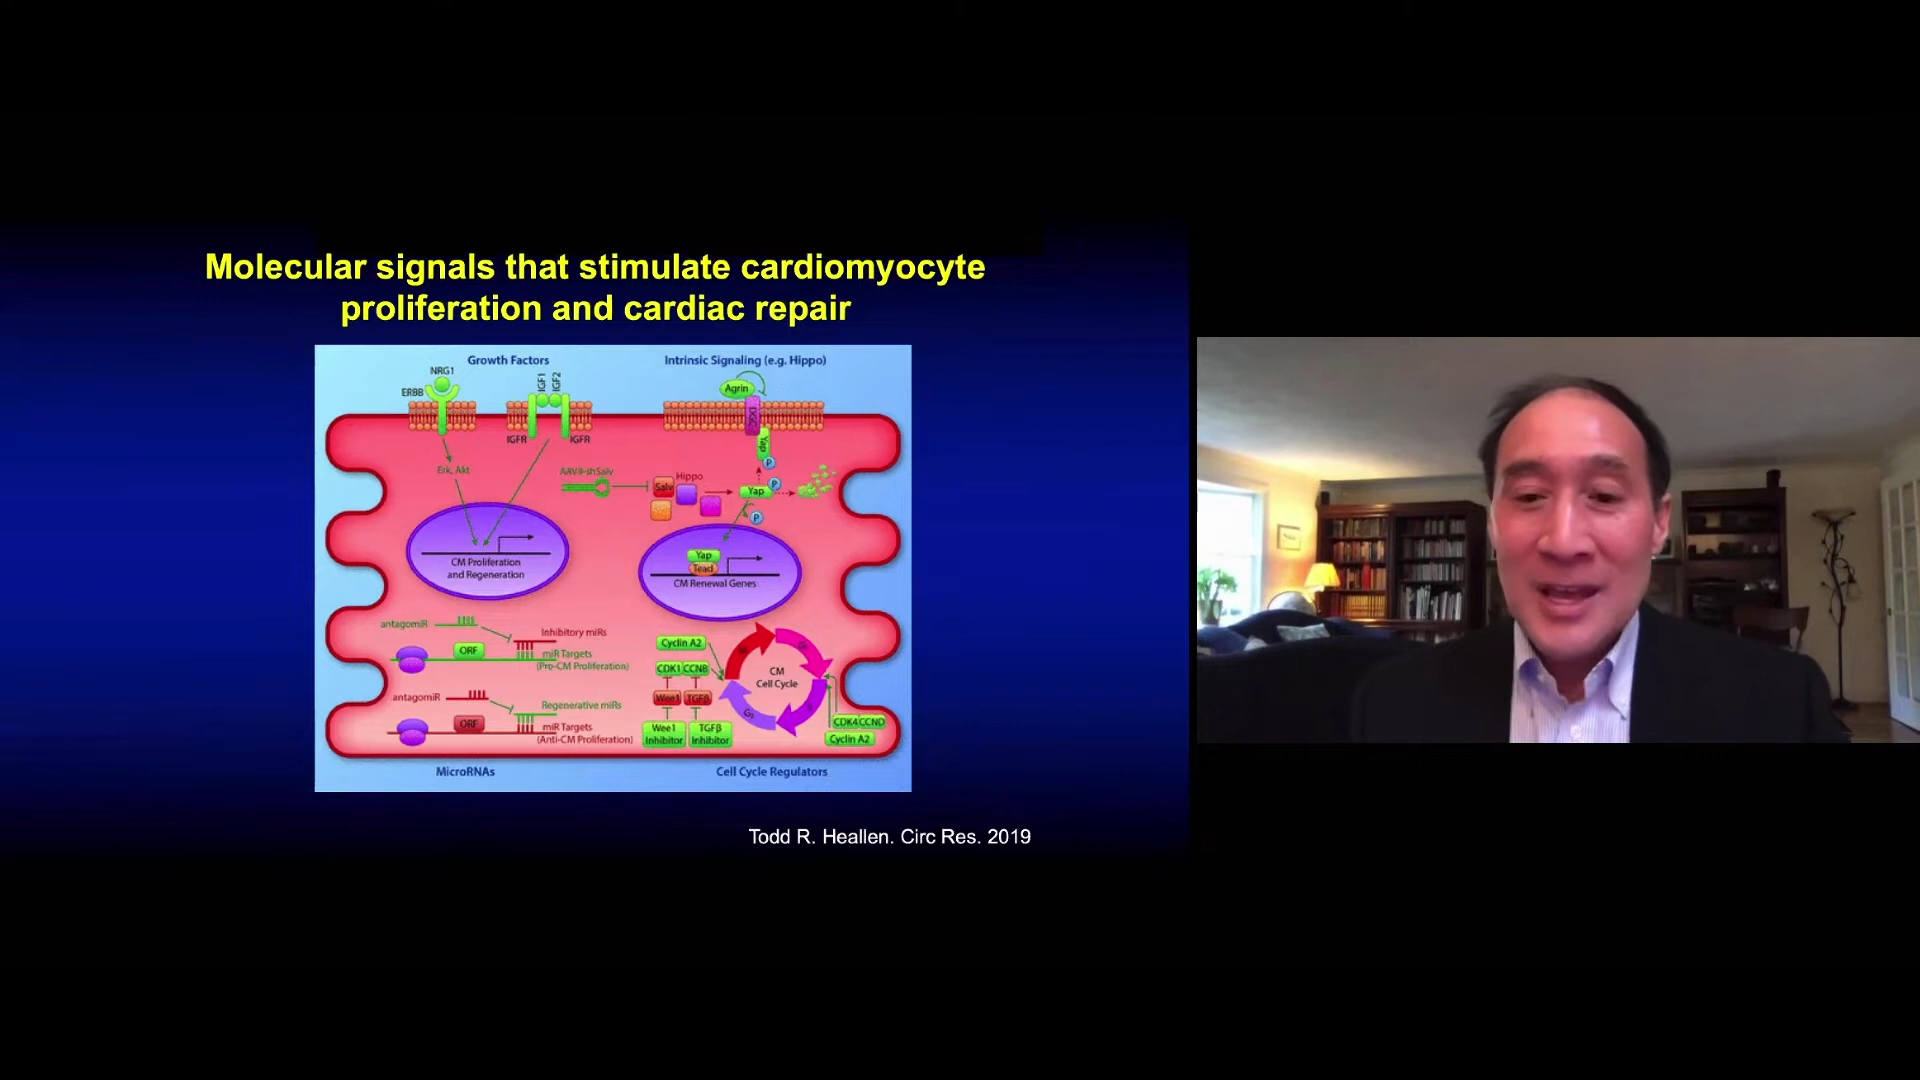 Molecular signals that stimulate cardiomyocyte
proliferation and cardiac repair
Growth Factors
Intrinsic Signaling (e.g. Hippo)
NRG1
ERBB
IGF1
IGF2
IGFR
IGFR
Agrin
Yap
P
Erk, Akt
AAV9-shSalv
Hippo
Salv
Yap
P
P
CM Proliferation
and Regeneration
Yap
Tead
CM Renewal Genes
antagomiR
Inhibitory miRs
ORF
miR Targets
(Pro-CM Proliferation)
antagomiR
Regenerative miRs
ORF
miR Targets
(Anti-CM Proliferation)
Cyclin A2
CDK1 CCNB
Wee1 TGFβ
Wee1
Inhibitor
TGFβ
Inhibitor
CM
Cell Cycle
CDK4 CCND
Cyclin A2
MicroRNAs
Cell Cycle Regulators
Todd R. Heallen. Circ Res. 2019